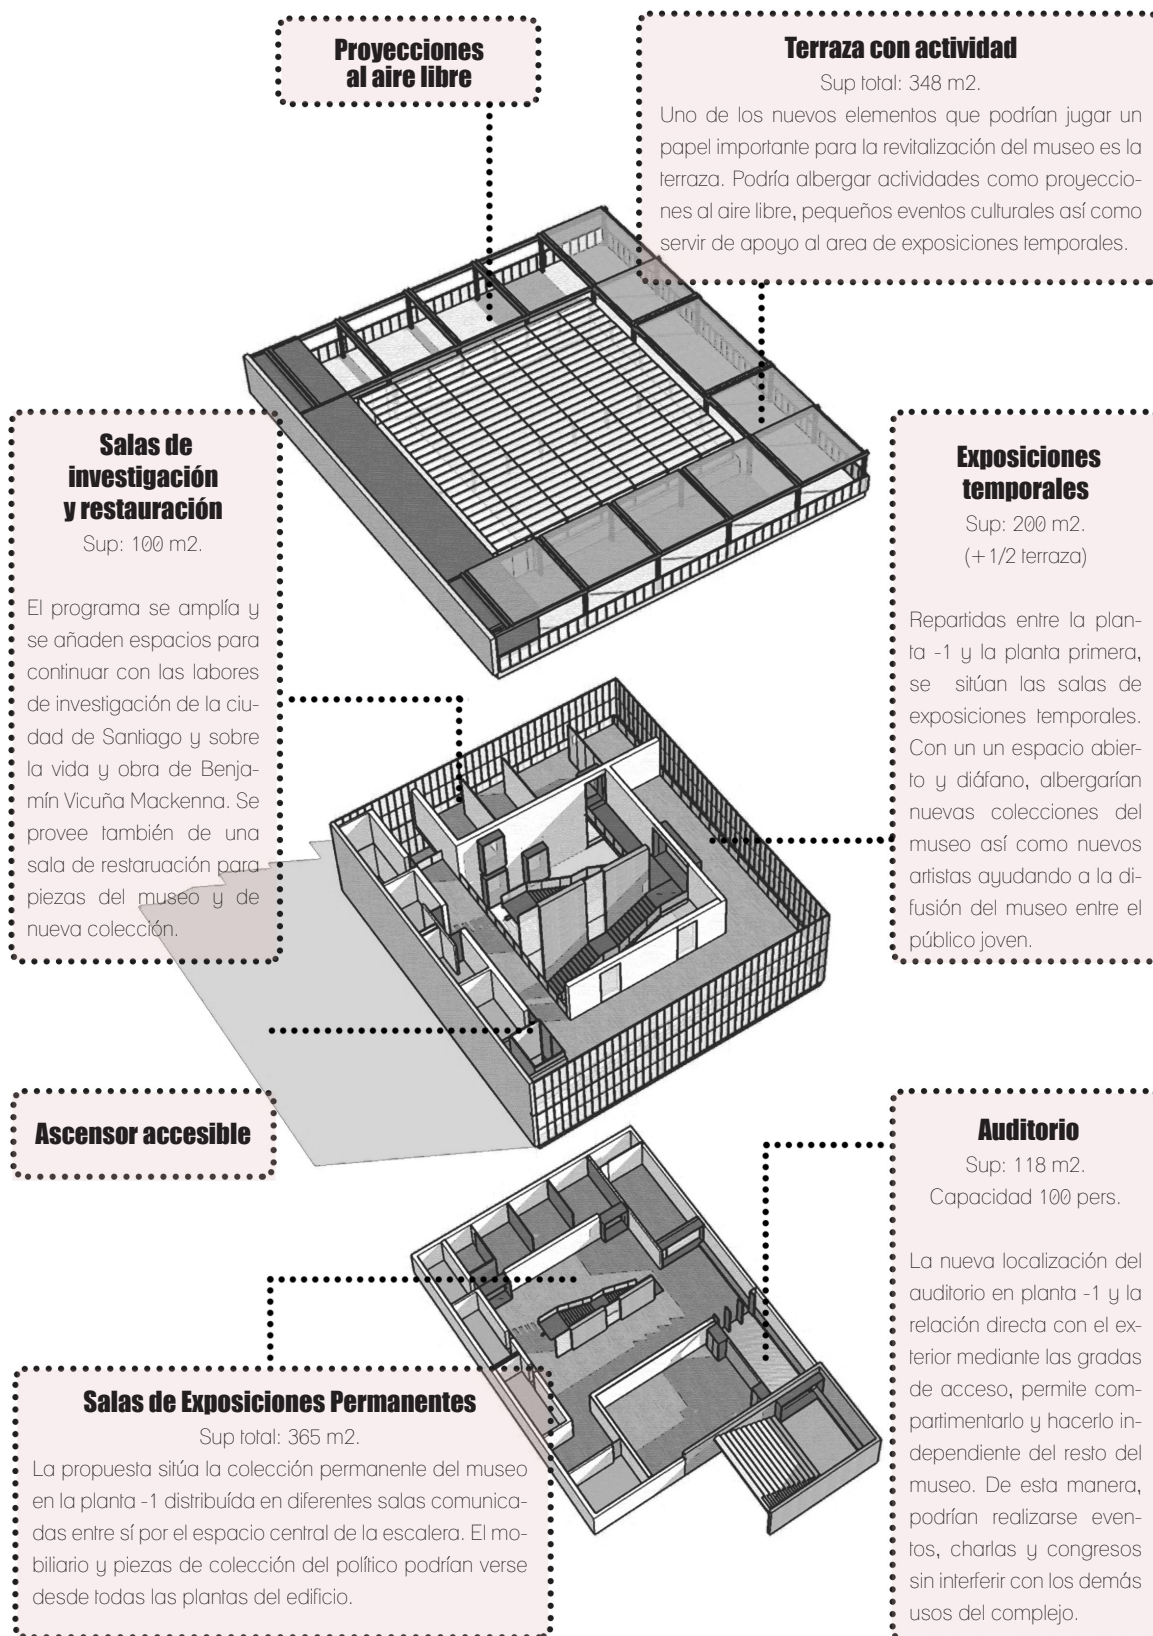 Proyecciones
al aire libre
Terraza con actividad
Sup total: 348 m2.
Uno de los nuevos elementos que podrían jugar un
papel importante para la revitalización del museo es la
terraza. Podría albergar actividades como proyeccio-
nes al aire libre, pequeños eventos culturales así como
servir de apoyo al area de exposiciones temporales.
Salas de
investigación
y restauración
Sup: 100 m2.
El programa se amplía y
se añaden espacios para
continuar con las labores
de investigación de la ciu-
dad de Santiago y sobre
la vida y obra de Benja-
mín Vicuña Mackenna. Se
provee también de una
sala de restaruación para
piezas del museo y de
nueva colección.
Exposiciones
temporales
Sup: 200 m2.
(+1/2 terraza)
Repartidas entre la plan-
ta -1 y la planta primera,
se sitúan las salas de
exposiciones temporales.
Con un un espacio abier-
to y diáfano, albergarían
nuevas colecciones del
museo así como nuevos
artistas ayudando a la di-
fusión del museo entre el
público joven.
Ascensor accesible
Auditorio
Sup: 118 m2.
Capacidad 100 pers.
La nueva localización del
auditorio en planta -1 y la
relación directa con el ex-
terior mediante las gradas
de acceso, permite com-
partimentarlo y hacerlo in-
dependiente del resto del
museo. De esta manera,
podrían realizarse even-
tos, charlas y congresos
sin interferir con los demás
usos del complejo.
Salas de Exposiciones Permanentes
Sup total: 365 m2.
La propuesta sitúa la colección permanente del museo
en la planta -1 distribuída en diferentes salas comunica-
das entre sí por el espacio central de la escalera. El mo-
biliario y piezas de colección del político podrían verse
desde todas las plantas del edificio.